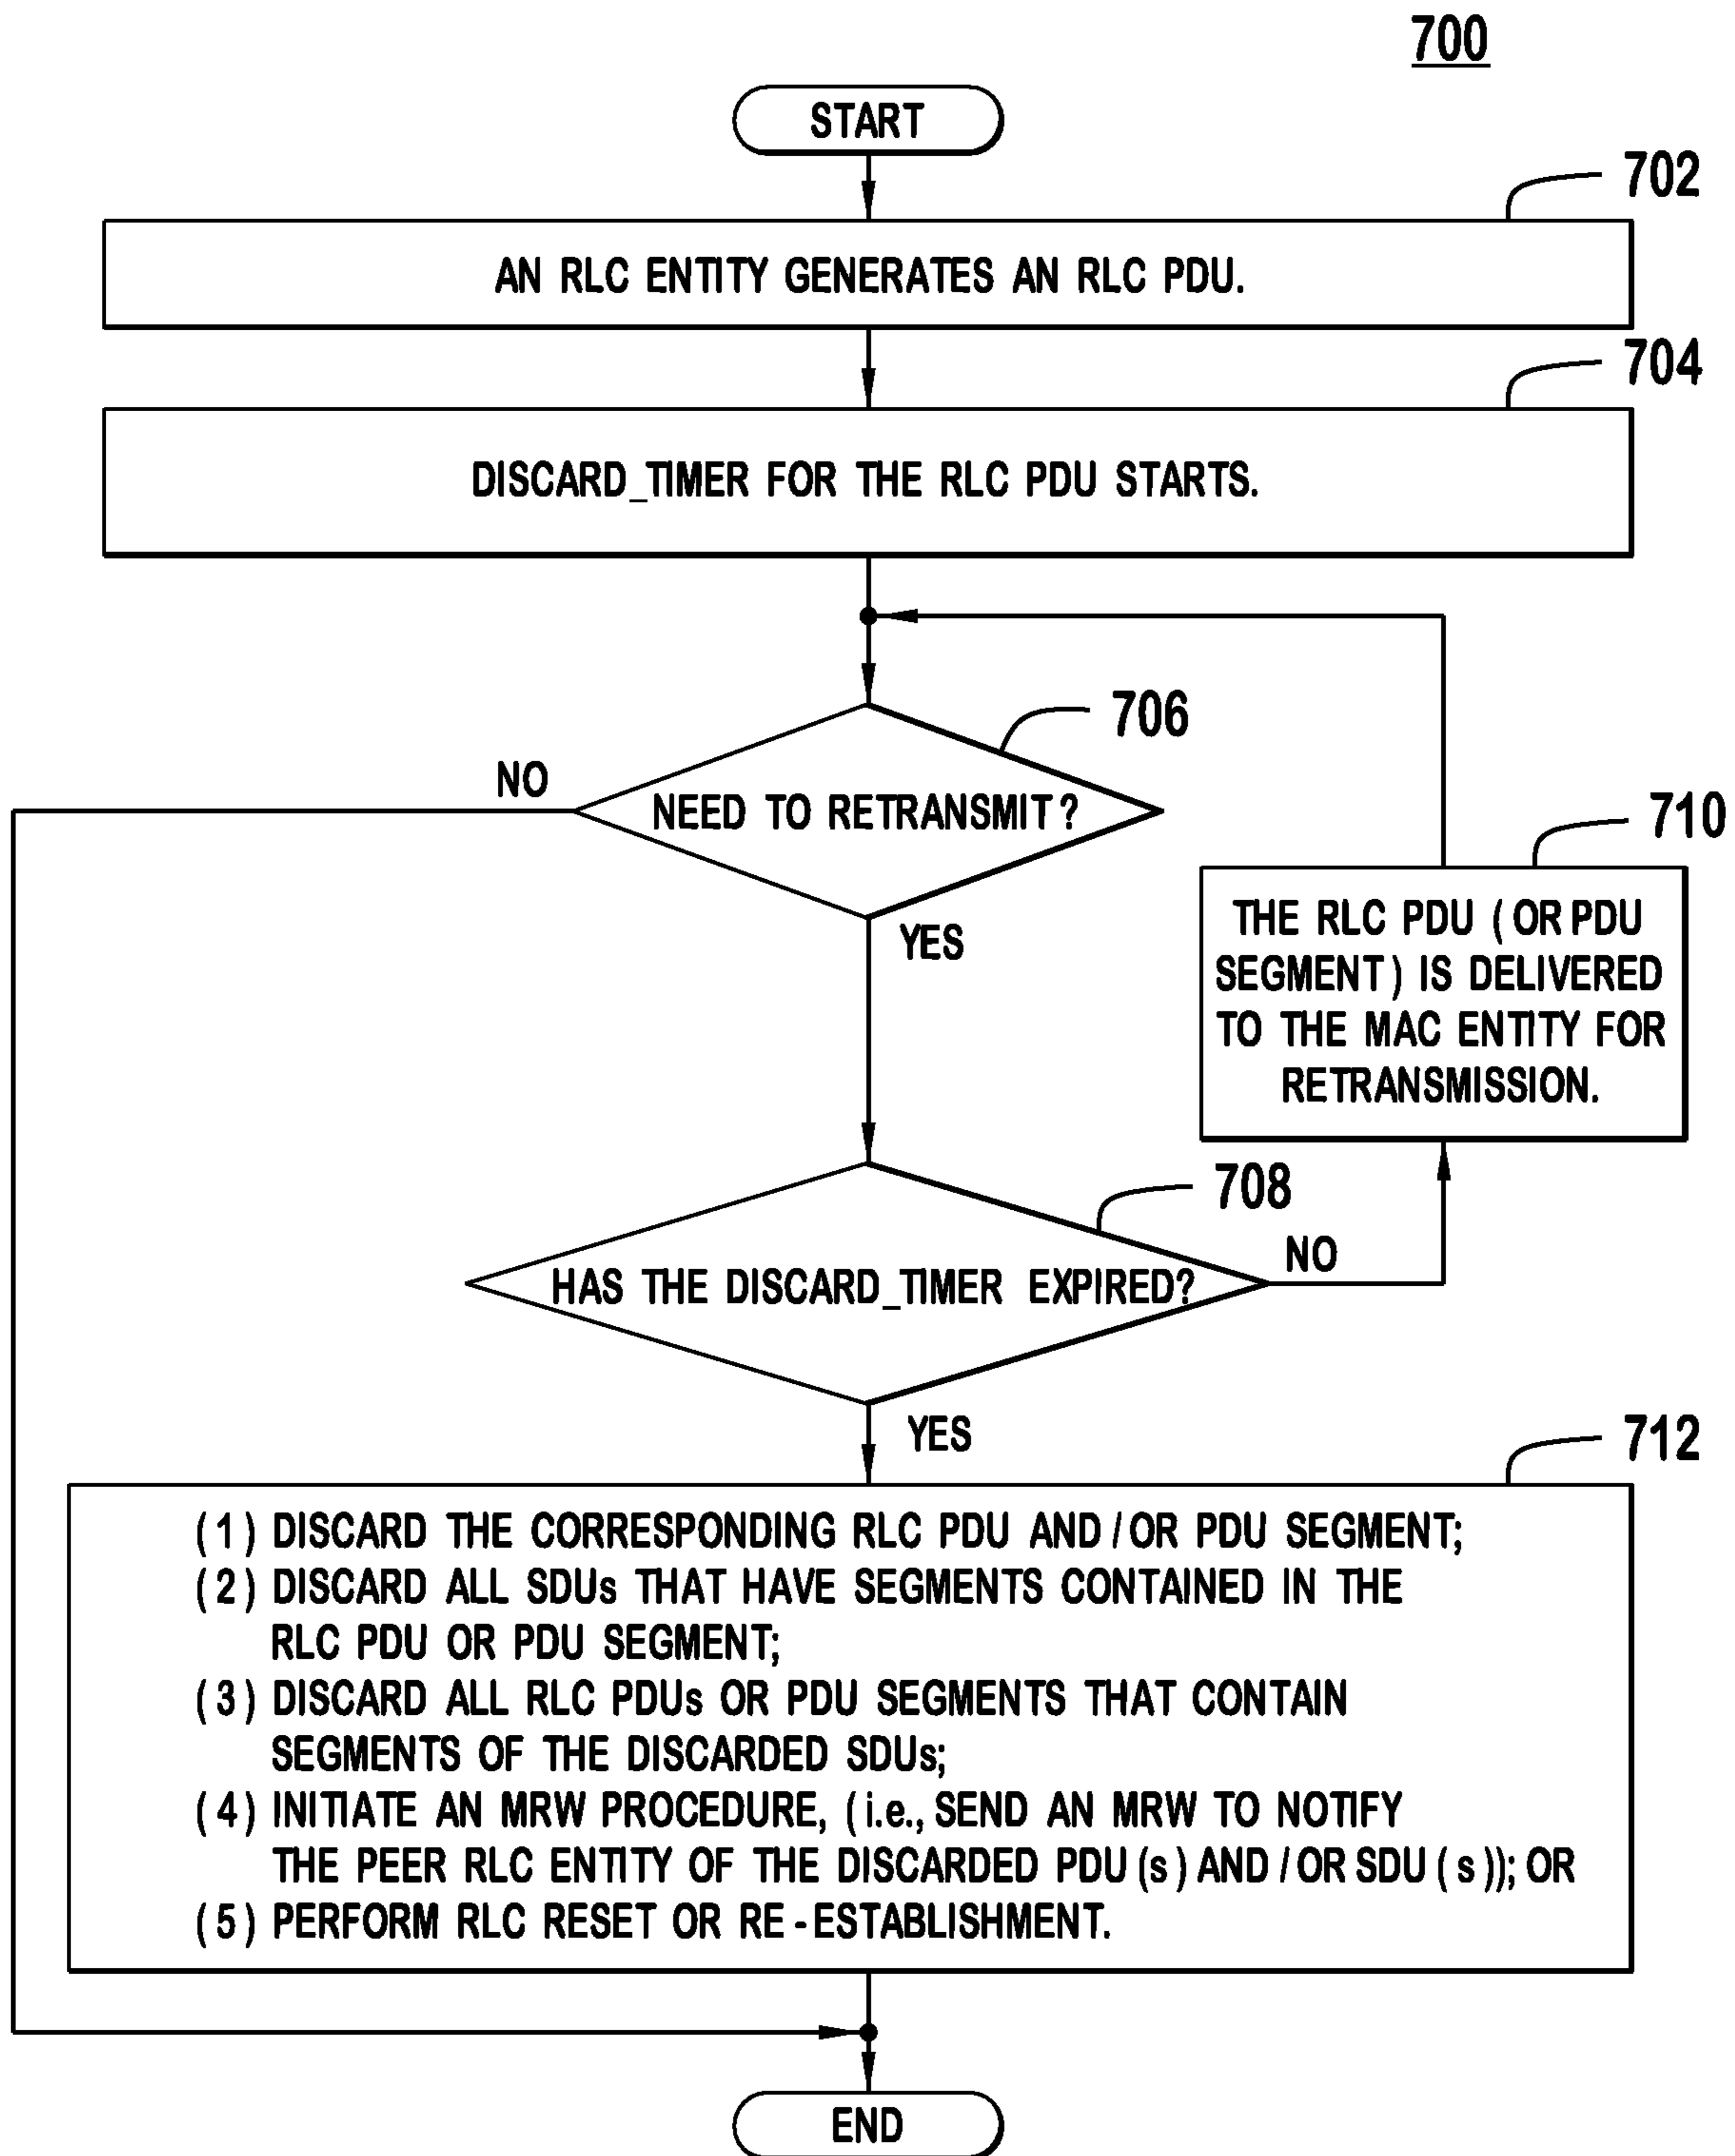 700
START
702
AN RLC ENTITY GENERATES AN RLC PDU.
704
DISCARD_TIMER FOR THE RLC PDU STARTS.
706
NO
NEED TO RETRANSMIT?
YES
710
THE RLC PDU (OR PDU
SEGMENT) IS DELIVERED
TO THE MAC ENTITY FOR
RETRANSMISSION.
708
HAS THE DISCARD_TIMER EXPIRED?
NO
YES
712
(1) DISCARD THE CORRESPONDING RLC PDU AND/OR PDU SEGMENT;
(2) DISCARD ALL SDUs THAT HAVE SEGMENTS CONTAINED IN THE
RLC PDU OR PDU SEGMENT;
(3) DISCARD ALL RLC PDUs OR PDU SEGMENTS THAT CONTAIN
SEGMENTS OF THE DISCARDED SDUs;
(4) INITIATE AN MRW PROCEDURE, (i.e., SEND AN MRW TO NOTIFY
THE PEER RLC ENTITY OF THE DISCARDED PDU(s) AND/OR SDU(s)); OR
(5) PERFORM RLC RESET OR RE-ESTABLISHMENT.
END